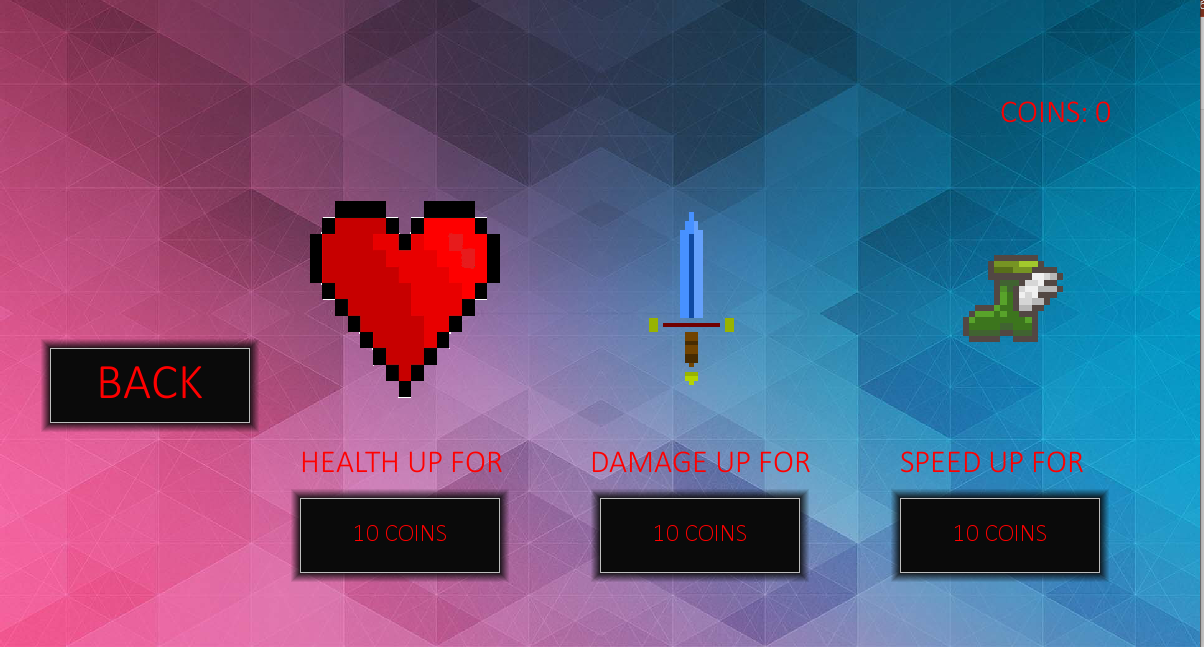 COINS: 0
BACK
HEALTH UP FOR
DAMAGE UP FOR
SPEED UP FOR
10 COINS
10 COINS
10 COINS